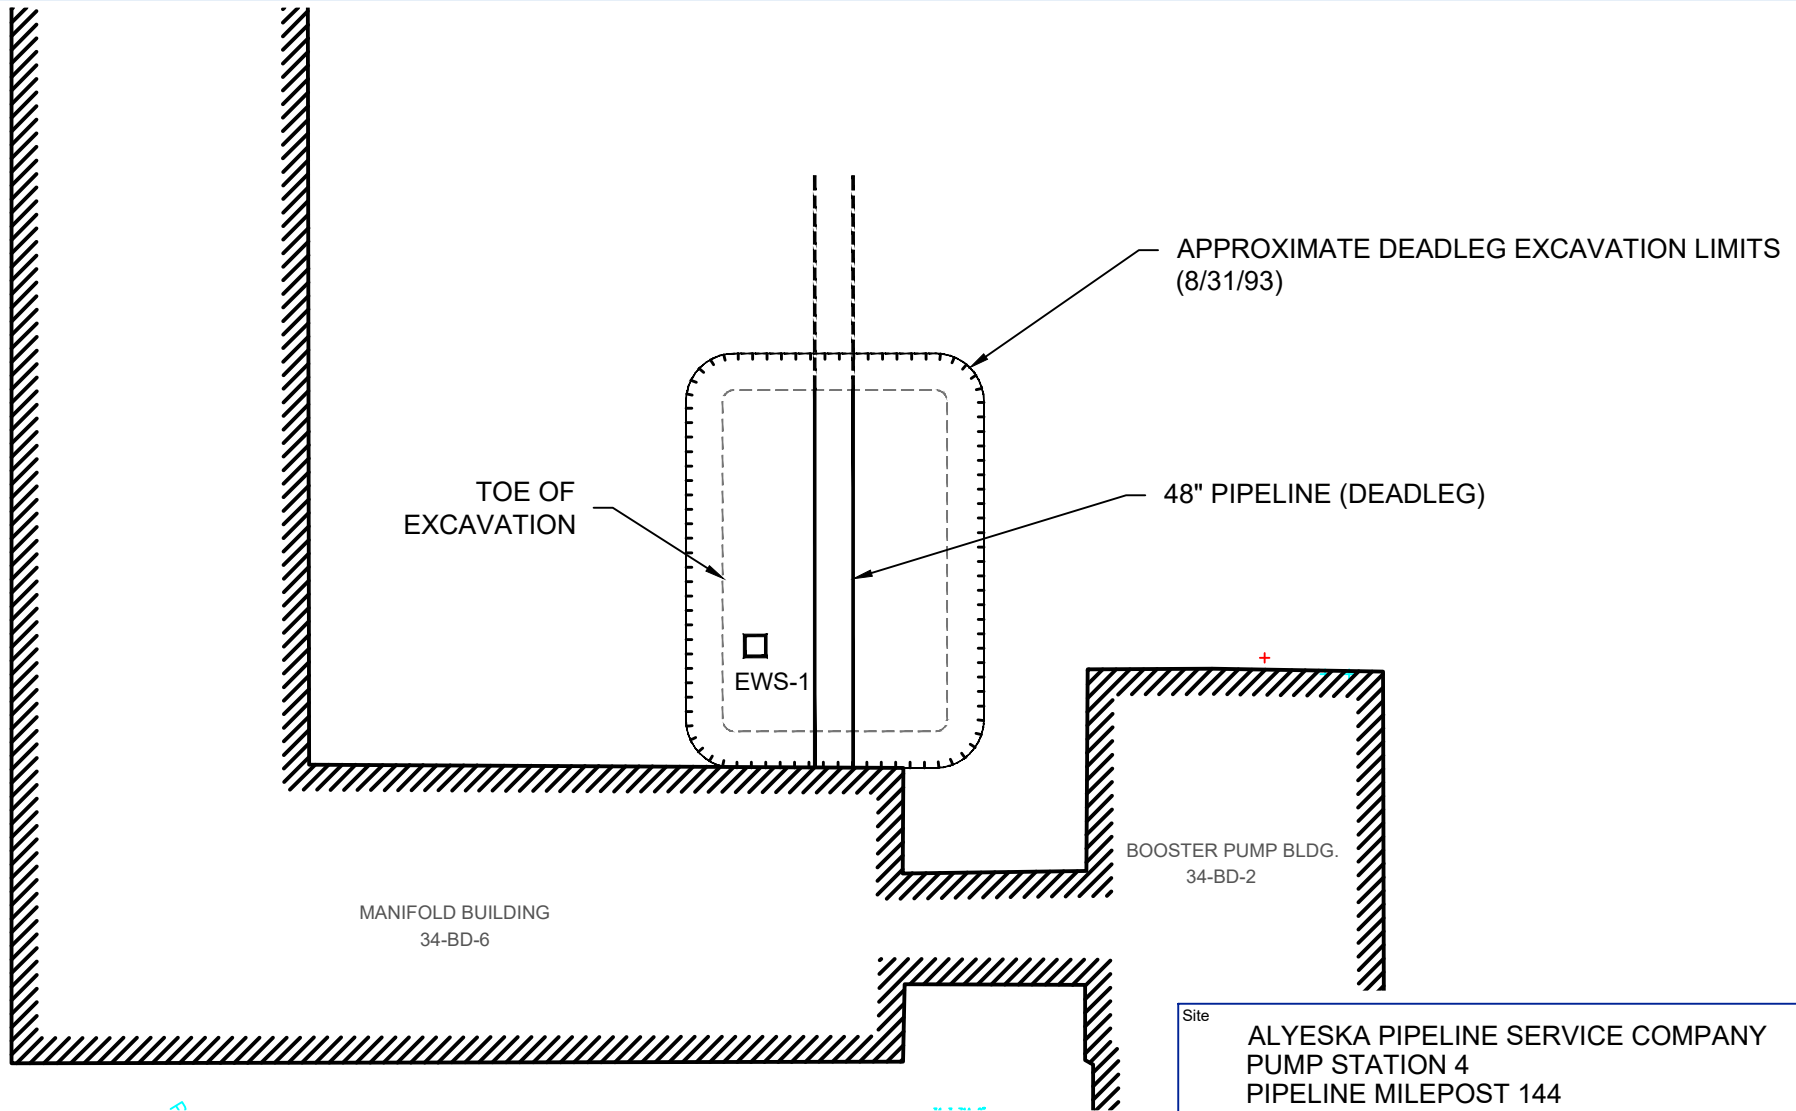 APPROXIMATE DEADLEG EXCAVATION LIMITS
(8/31/93)
TOE OF
EXCAVATION
48" PIPELINE (DEADLEG)
EWS-1
BOOSTER PUMP BLDG.
34-BD-2
MANIFOLD BUILDING
34-BD-6
Site
ALYESKA PIPELINE SERVICE COMPANY
PUMP STATION 4
PIPELINE MILEPOST 144